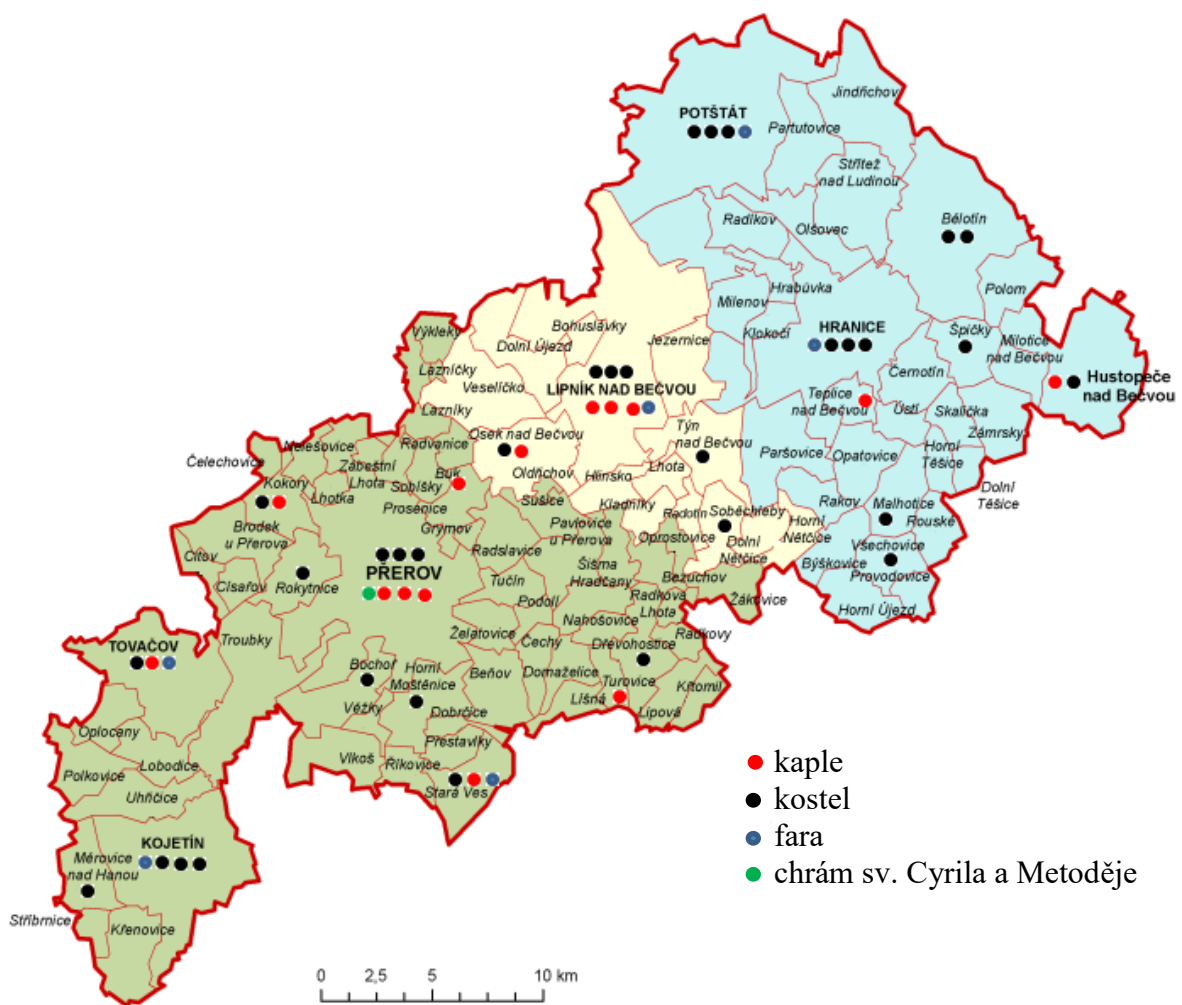 Jindřichov
POTŠTÁT
Partutovice
Střítež
nad Ludinou
Radíkov
Olšovec
Bělotín
Polom
Milenov
Hrabůvka
Klokočí
HRANICE
Špičky
Milotice
nad Bečvou
Hustopeče
nad Bečvou
Černotín
Teplice
nad Bečvou
Ústí
Skalička
Zámrsky
Horní
Těšice
Dolní
Těšice
Paršovice
Opatovice
Rakov
Malhotice
Rouské
Všechovice
Býškovice
Provodovice
Horní Újezd
Výkleky
Lazníčky
Lazníky
Bohuslávky
Dolní Újezd
Jezernice
Veselíčko
LIPNÍK NAD BEČVOU
Osek nad Bečvou
Týn
nad Bečvou
Oldřichov
Hlinsko
Lhota
Kladníky
Radotín
Soběchleby
Oprostovice
Dolní
Nětčice
Horní
Nětčice
Bezuchov
Žákovice
Nelešovice
Radvanice
Čelechovice
Zábeštní
Lhota
Buk
Kokory
Lhotka
Sobíšky
Sušice
Prosenice
Grymov
Pavlovice
u Přerova
Brodek
u Přerova
Citov
Císařov
Rokytnice
PŘEROV
Radslavice
Tučín
Podolí
Šišma
Hradčany
Radkova
Lhota
Nahošovice
Radkovy
Troubky
Želatovice
Čechy
Dřevohostice
TOVAČOV
Bochoř
Horní
Moštěnice
Beňov
Domaželice
Turovice
Líšná
Křtomil
Lipová
Věžky
Dobrčice
Přestavlky
Vlkoš
Říkovice
Stará Ves
Oplocany
Lobodice
Polkovice
Uhřičice
KOJETÍN
Měrovice
nad Hanou
Stříbrnice
Křenovice
kaple
kostel
fara
chrám sv. Cyrila a Metoděje
0 2,5 5 10 km